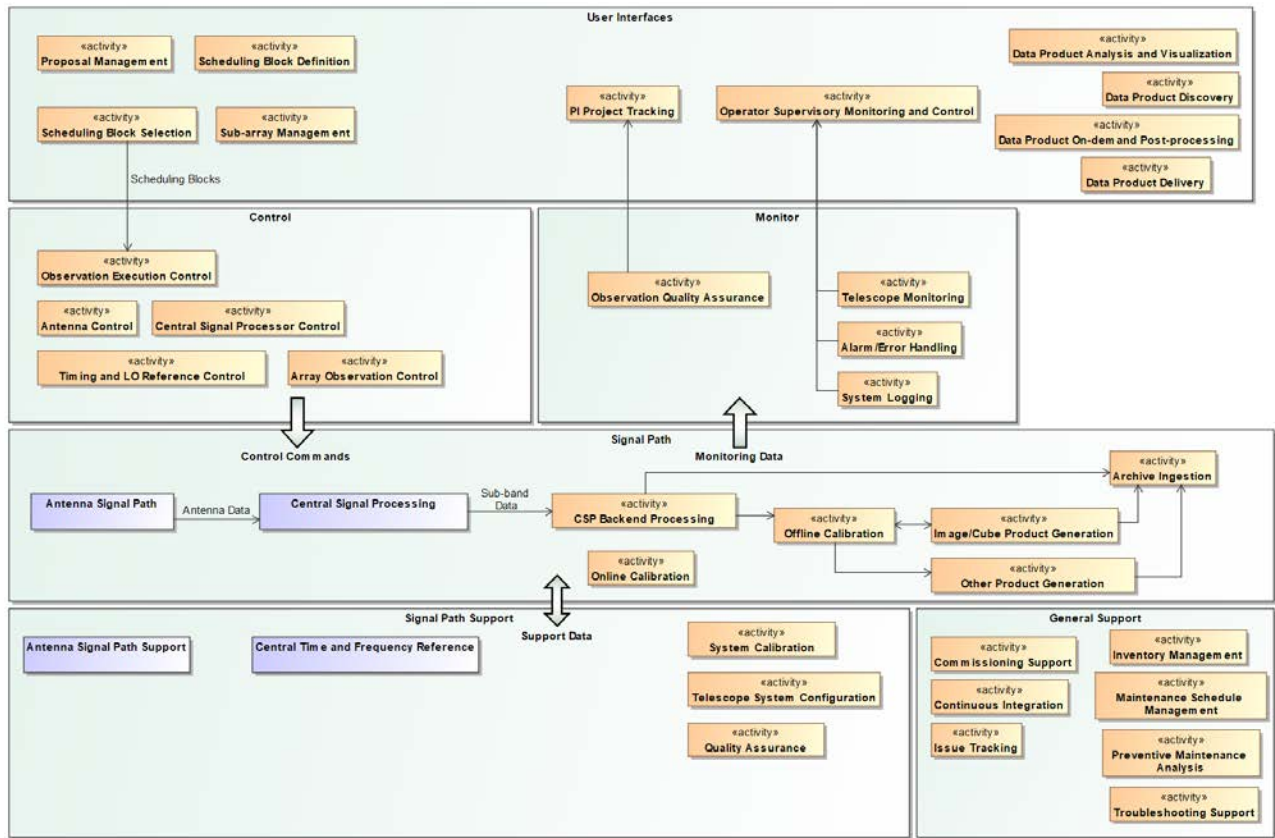 User Interfaces
«activity»
Proposal Management
«activity»
Scheduling Block Definition
«activity»
Scheduling Block Selection
«activity»
Sub-array Management
Scheduling Blocks
«activity»
PI Project Tracking
«activity»
Operator Supervisory Monitoring and Control
«activity»
Data Product Analysis and Visualization
«activity»
Data Product Discovery
«activity»
Data Product On-demand Post-processing
«activity»
Data Product Delivery
Control
«activity»
Observation Execution Control
«activity»
Antenna Control
«activity»
Central Signal Processor Control
«activity»
Timing and LO Reference Control
«activity»
Array Observation Control
Monitor
«activity»
Observation Quality Assurance
«activity»
Telescope Monitoring
«activity»
Alarm/Error Handling
«activity»
System Logging
Signal Path
Control Commands
Monitoring Data
Antenna Signal Path
Antenna Data
Central Signal Processing
Sub-band
Data
«activity»
CSP Backend Processing
«activity»
Online Calibration
«activity»
Offline Calibration
«activity»
Archive Ingestion
«activity»
Image/Cube Product Generation
«activity»
Other Product Generation
Signal Path Support
Support Data
Antenna Signal Path Support
Central Time and Frequency Reference
«activity»
System Calibration
«activity»
Telescope System Configuration
«activity»
Quality Assurance
General Support
«activity»
Commissioning Support
«activity»
Continuous Integration
«activity»
Issue Tracking
«activity»
Inventory Management
«activity»
Maintenance Schedule
Management
«activity»
Preventive Maintenance
Analysis
«activity»
Troubleshooting Support